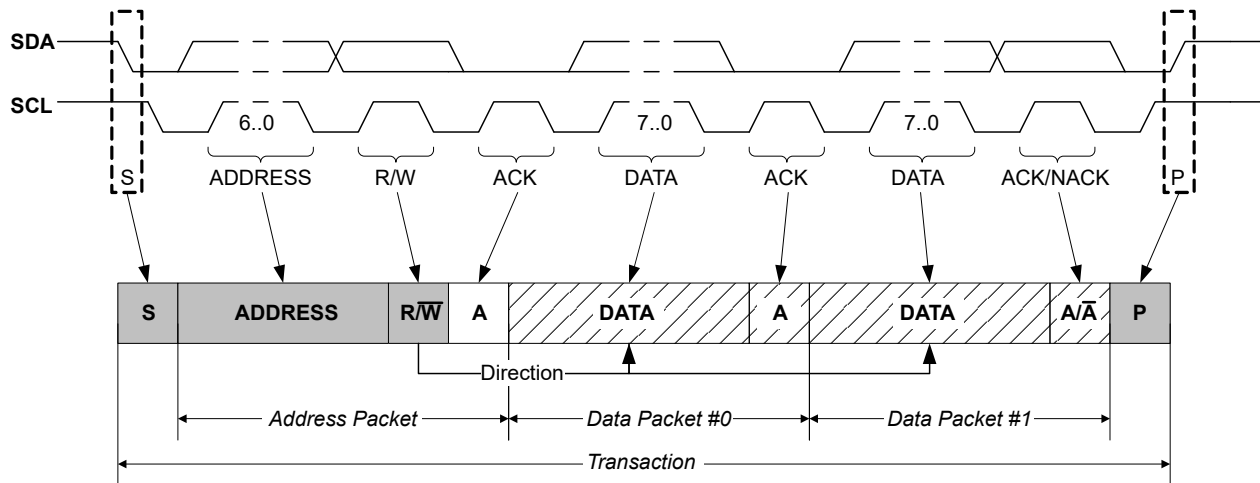 SDA
SCL
6..0 7..0 7..0
S ADDRESS R/W ACK DATA ACK DATA ACK/NACK P
S ADDRESS R/W̅ A DATA A DATA A/A̅ P
Direction
Address Packet Data Packet #0 Data Packet #1
Transaction